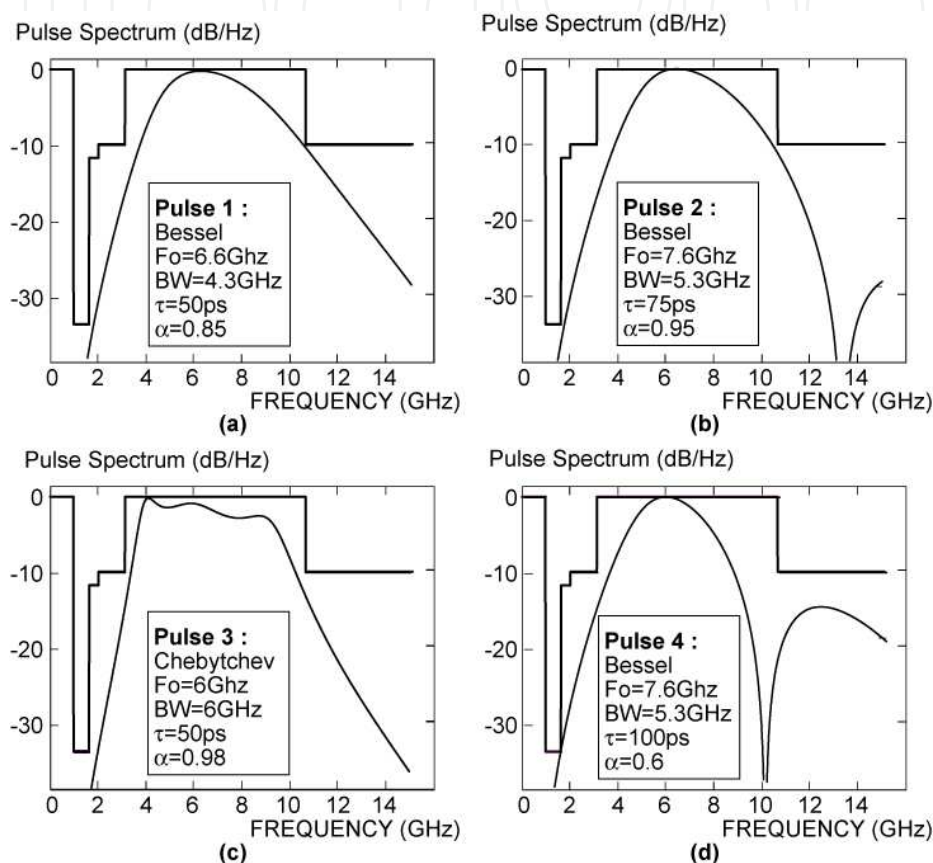 Pulse Spectrum (dB/Hz)
0
-10
-20
-30
Pulse 1 :
Bessel
Fo=6.6Ghz
BW=4.3GHz
τ=50ps
α=0.85
0 2 4 6 8 10 12 14
FREQUENCY (GHz)
(a)
Pulse Spectrum (dB/Hz)
0
-10
-20
-30
Pulse 2 :
Bessel
Fo=7.6Ghz
BW=5.3GHz
τ=75ps
α=0.95
0 2 4 6 8 10 12 14
FREQUENCY (GHz)
(b)
Pulse Spectrum (dB/Hz)
0
-10
-20
-30
Pulse 3 :
Chebytchev
Fo=6Ghz
BW=6GHz
τ=50ps
α=0.98
0 2 4 6 8 10 12 14
FREQUENCY (GHz)
(c)
Pulse Spectrum (dB/Hz)
0
-10
-20
-30
Pulse 4 :
Bessel
Fo=7.6Ghz
BW=5.3GHz
τ=100ps
α=0.6
0 2 4 6 8 10 12 14
FREQUENCY (GHz)
(d)